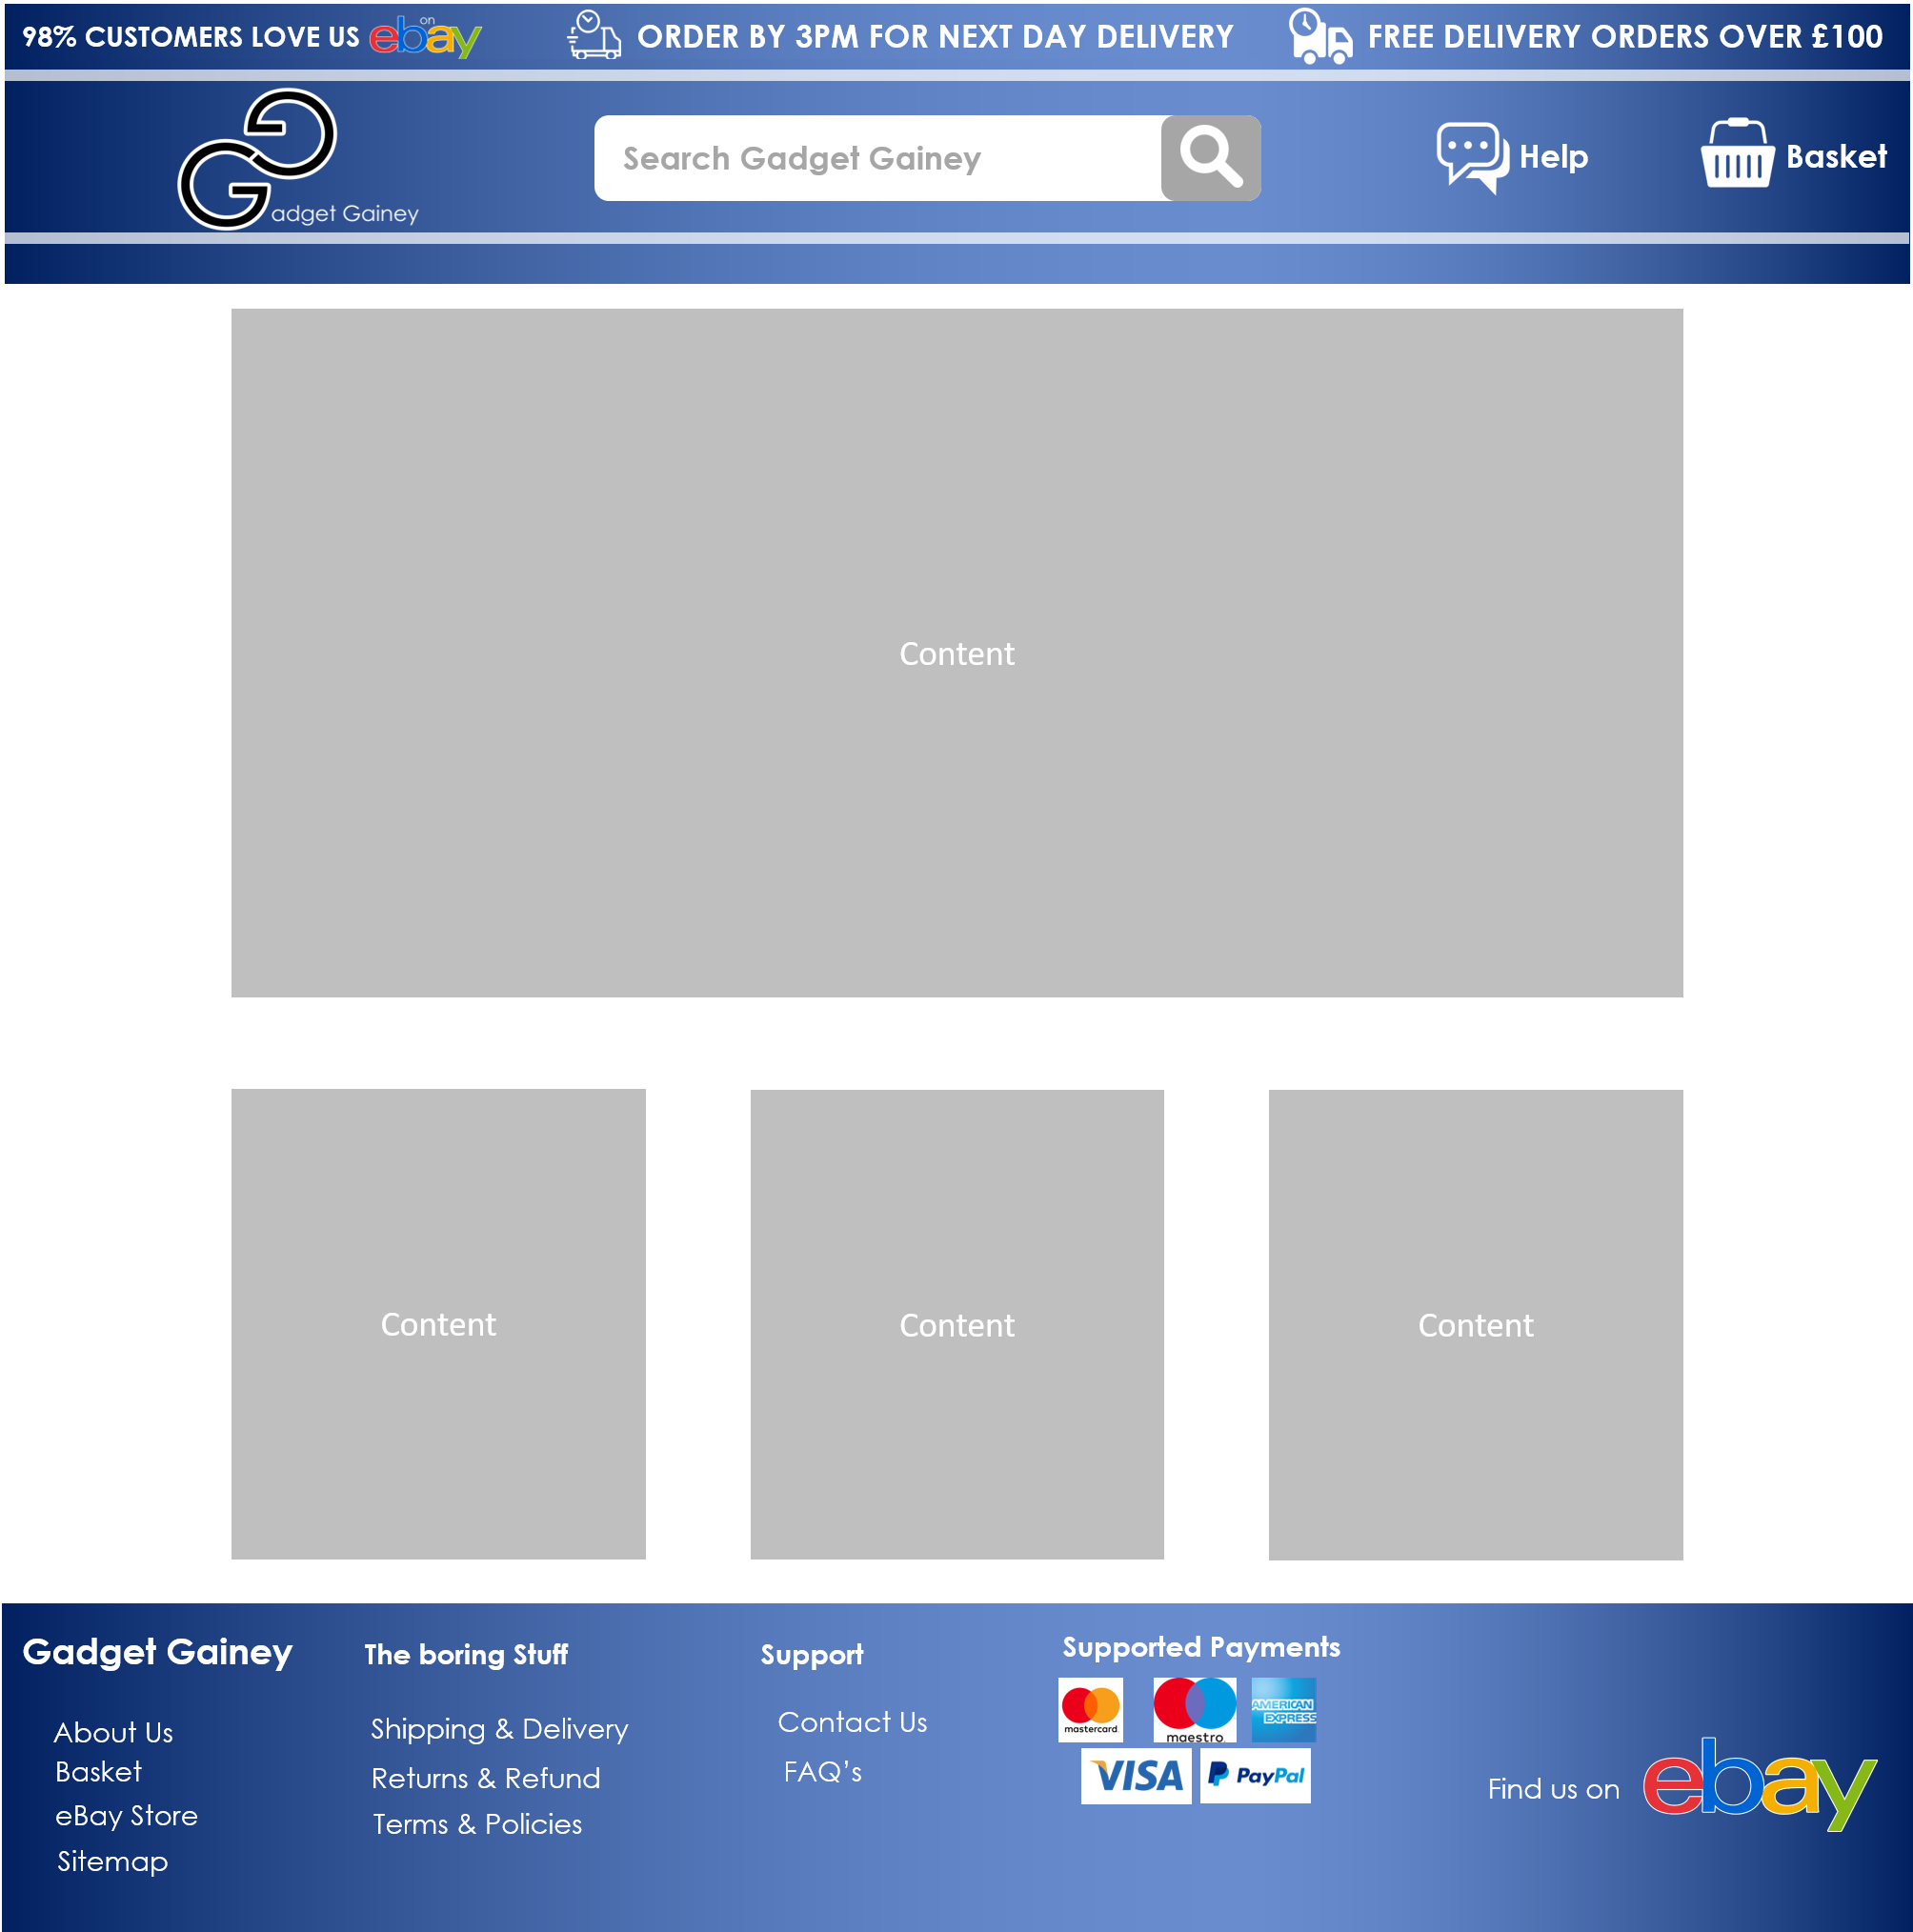 98% CUSTOMERS LOVE US on ebay
ORDER BY 3PM FOR NEXT DAY DELIVERY
FREE DELIVERY ORDERS OVER £100
GG
adget Gainey
Search Gadget Gainey
Help
Basket
Content
Content
Content
Content
Gadget Gainey
About Us
Basket
eBay Store
Sitemap
The boring Stuff
Shipping & Delivery
Returns & Refund
Terms & Policies
Support
Contact Us
FAQ’s
Supported Payments
mastercard
maestro
AMERICAN
EXPRESS
VISA
P PayPal
Find us on ebay